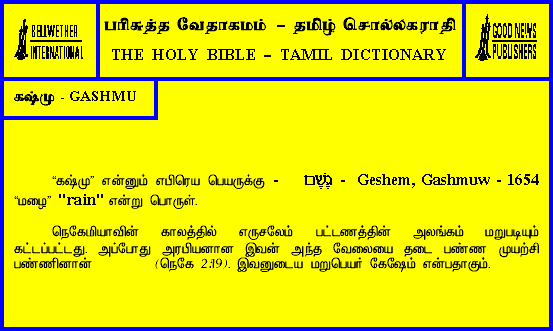 BELLWETHER
INTERNATIONAL
பரிசுத்த வேதாகமம் – தமிழ் சொல்லகராதி
THE HOLY BIBLE – TAMIL DICTIONARY
GOOD NEWS
PUBLISHERS
கஷ்மு - GASHMU
“கஷ்மு” என்னும் எபிரெய பெயருக்கு - גֶּשֶׁם - Geshem, Gashmuw - 1654
“மழை” "rain" என்று பொருள்.
நெகேமியாவின் காலத்தில் எருசலேம் பட்டணத்தின் அலங்கம் மறுபடியும்
கட்டப்பட்டது. அப்போது அரபியனான இவன் அந்த வேலையை தடை பண்ண முயற்சி
பண்ணினான் (நெகே 2:19). இவனுடைய மறுபெயர் கேஷேம் என்பதாகும்.